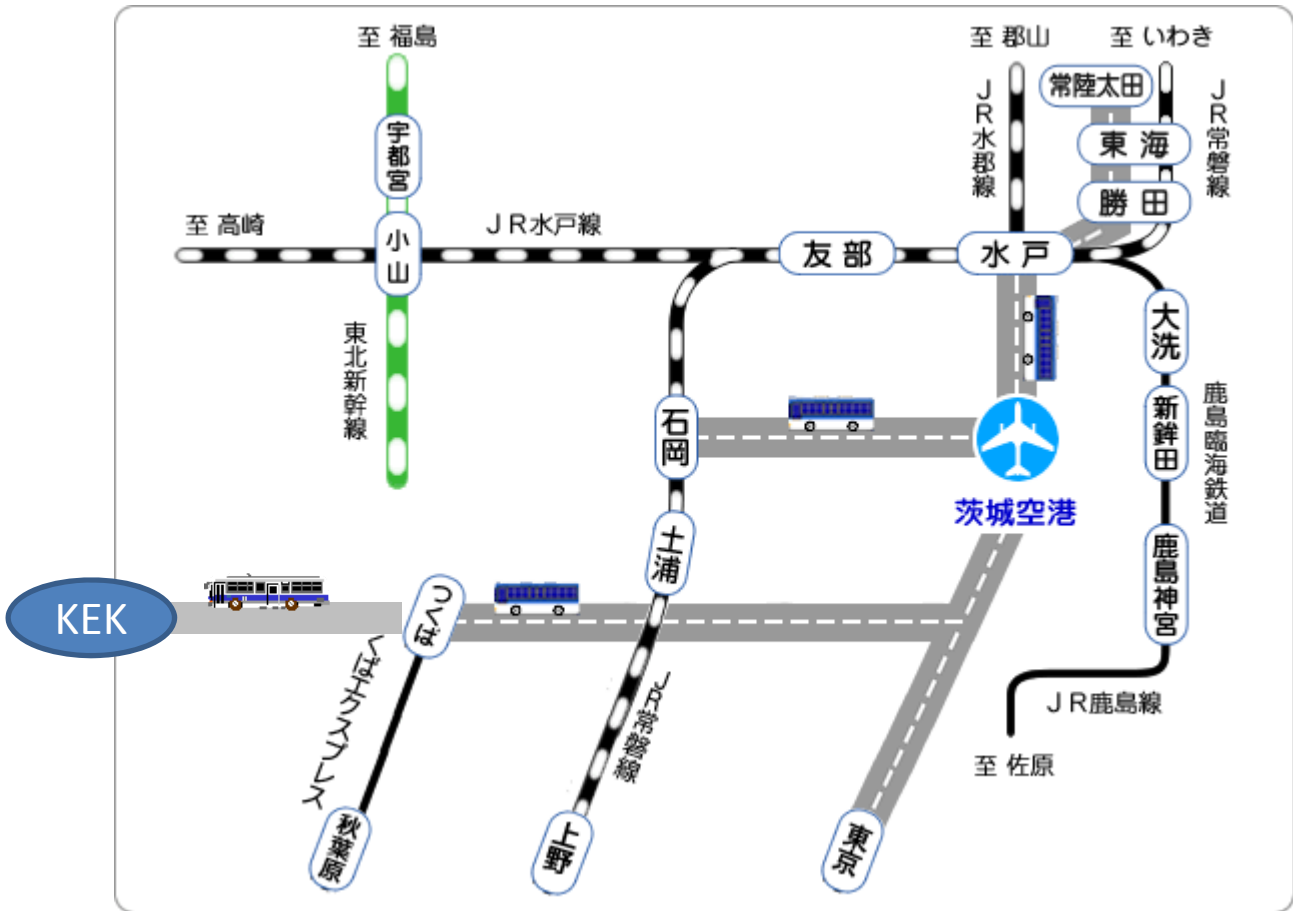 至 福島
至 郡山
至 いわき
常陸太田
JR水郡線
JR常磐線
宇都宮
東海
勝田
至 高崎
小山
JR水戸線
友部
水戸
大洗
東北新幹線
石岡
新鉾田
鹿島臨海鉄道
茨城空港
土浦
鹿島神宮
KEK
つくば
くばエクスプレス
JR常磐線
JR鹿島線
至 佐原
秋葉原
上野
東京